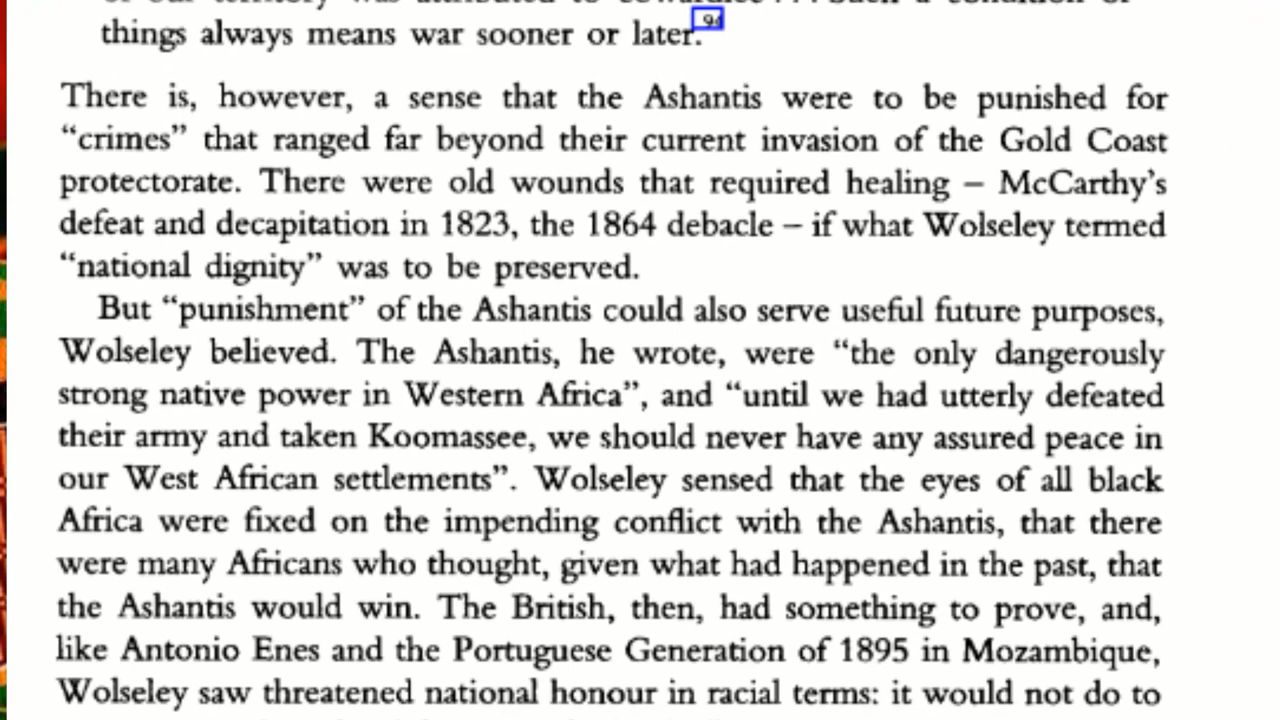 things always means war sooner or later.
There is, however, a sense that the Ashantis were to be punished for
“crimes” that ranged far beyond their current invasion of the Gold Coast
protectorate. There were old wounds that required healing – McCarthy’s
defeat and decapitation in 1823, the 1864 debacle – if what Wolseley termed
“national dignity” was to be preserved.
But “punishment” of the Ashantis could also serve useful future purposes,
Wolseley believed. The Ashantis, he wrote, were “the only dangerously
strong native power in Western Africa”, and “until we had utterly defeated
their army and taken Koomassee, we should never have any assured peace in
our West African settlements”. Wolseley sensed that the eyes of all black
Africa were fixed on the impending conflict with the Ashantis, that there
were many Africans who thought, given what had happened in the past, that
the Ashantis would win. The British, then, had something to prove, and,
like Antonio Enes and the Portuguese Generation of 1895 in Mozambique,
Wolseley saw threatened national honour in racial terms: it would not do to